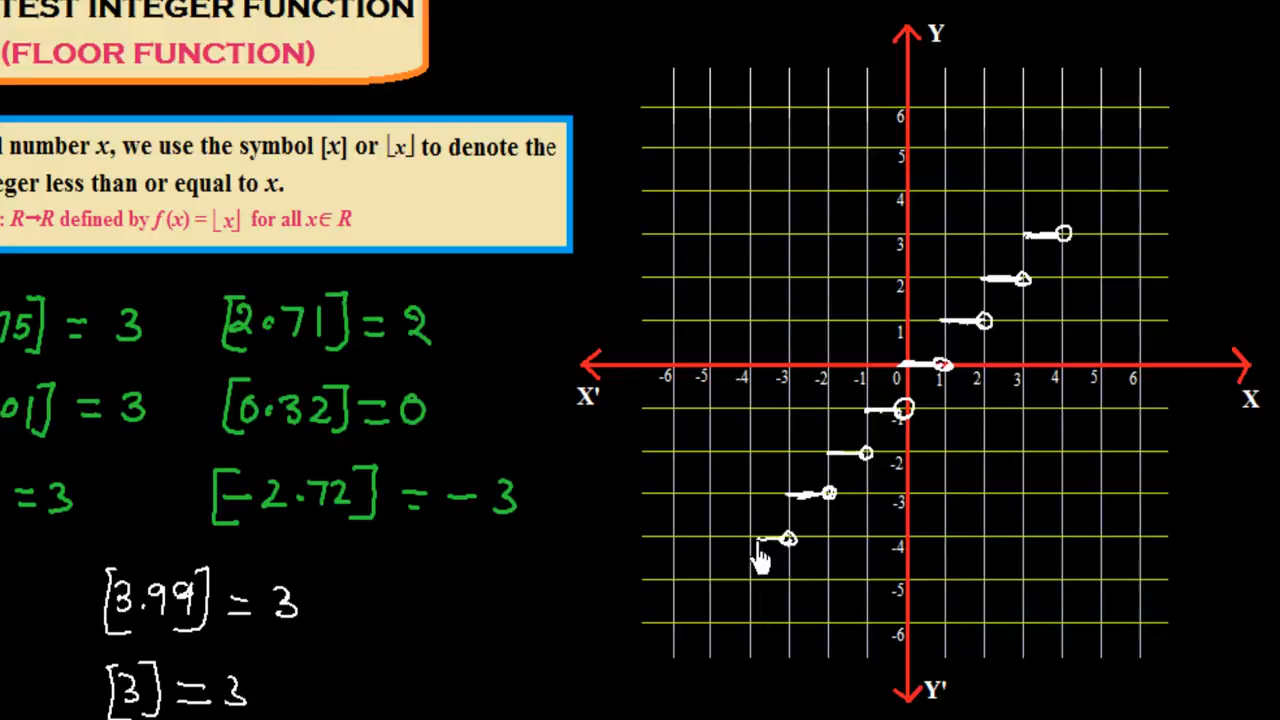 TEST INTEGER FUNCTION
(FLOOR FUNCTION)
l number x, we use the symbol [x] or ⌊x⌋ to denote the
eger less than or equal to x.
: R→R defined by f (x) = ⌊x⌋ for all x∈ R
75] = 3 [2.71] = 2
01] = 3 [0.32] = 0
= 3 [-2.72] = -3
[3.99] = 3
[3] = 3
Y
6
5
4
3
2
1
X' -6 -5 -4 -3 -2 -1 0 1 2 3 4 5 6 X
-1
-2
-3
-4
-5
-6
Y'